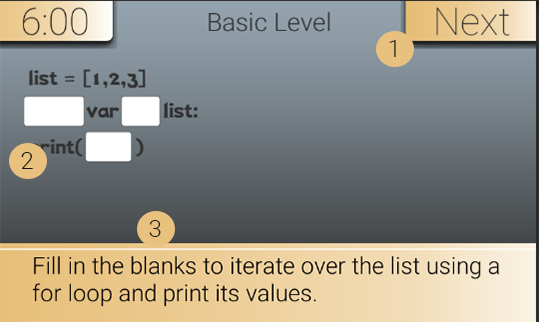 6:00
Basic Level
Next
1
list = [1,2,3]
var list:
2 rint( )
3
Fill in the blanks to iterate over the list using a
for loop and print its values.